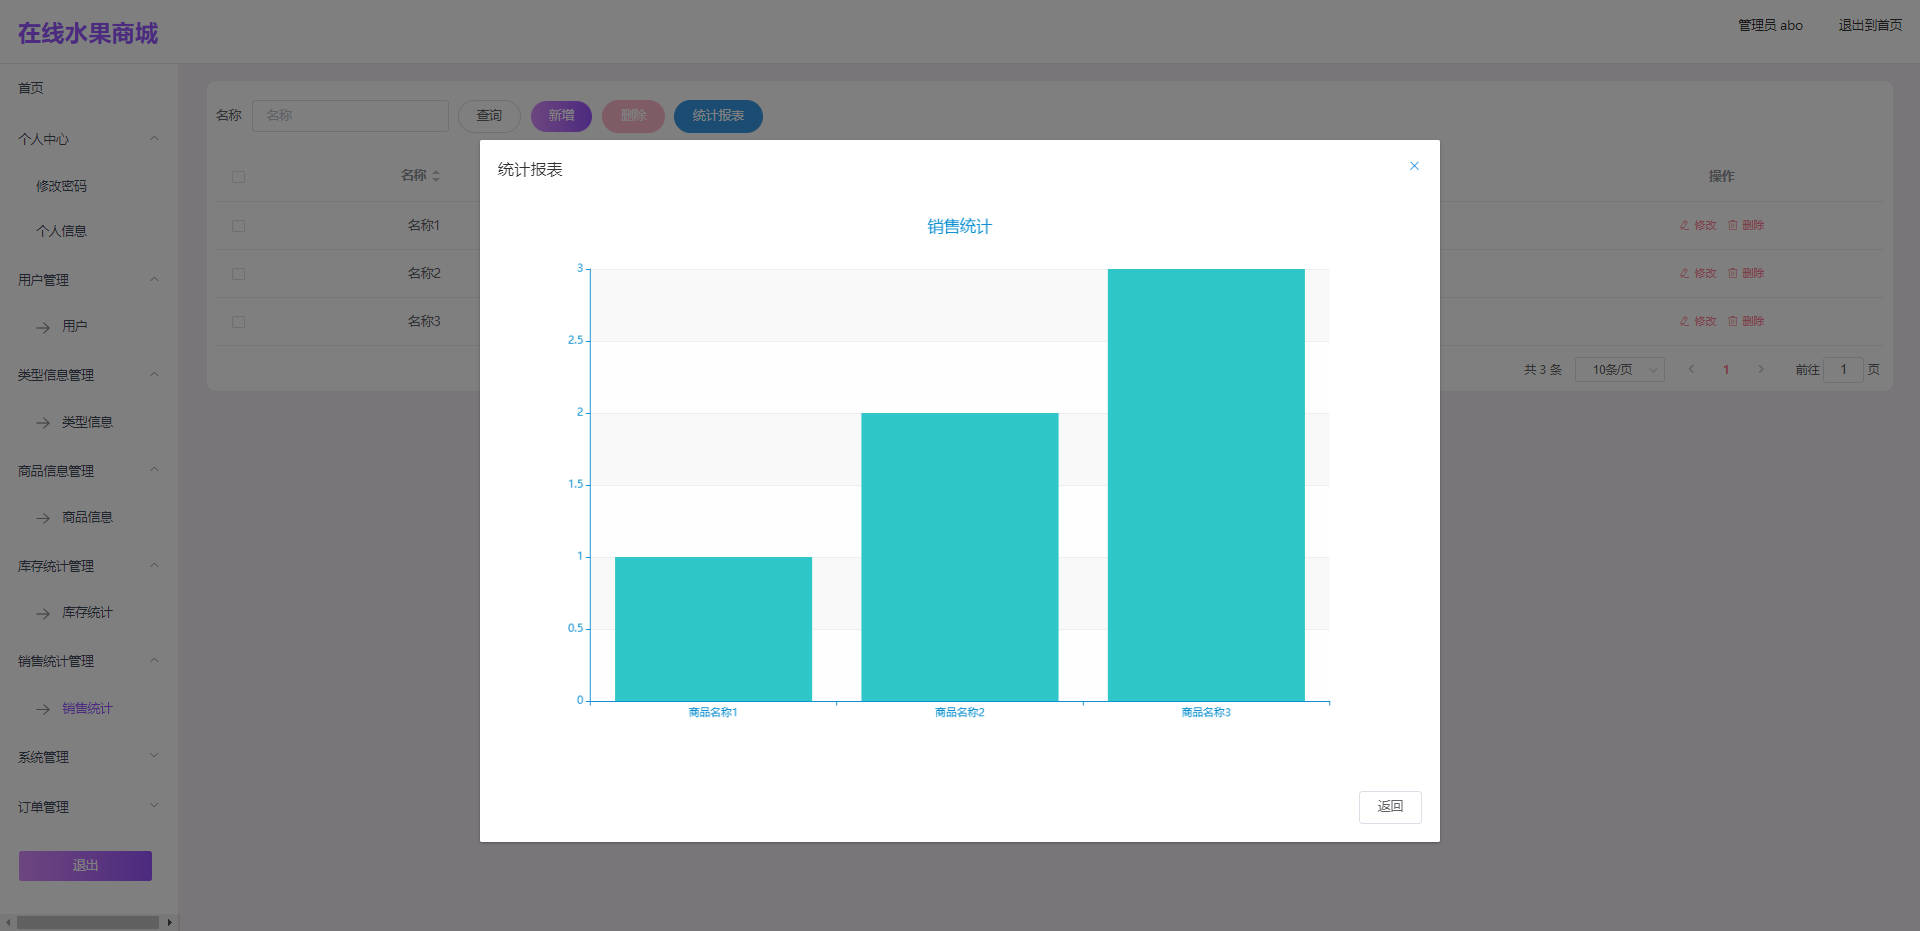 在线水果商城
管理员 abo
退出到首页
首页
个人中心
修改密码
个人信息
用户管理
用户
类型信息管理
类型信息
商品信息管理
商品信息
库存统计管理
库存统计
销售统计管理
销售统计
系统管理
订单管理
退出
名称 名称 查询 新增 删除 统计报表
名称 操作
名称1 修改 删除
名称2 修改 删除
名称3 修改 删除
共 3 条 10条/页 1 前往 1 页
统计报表
销售统计
3
2.5
2
1.5
1
0.5
0
商品名称1 商品名称2 商品名称3
返回